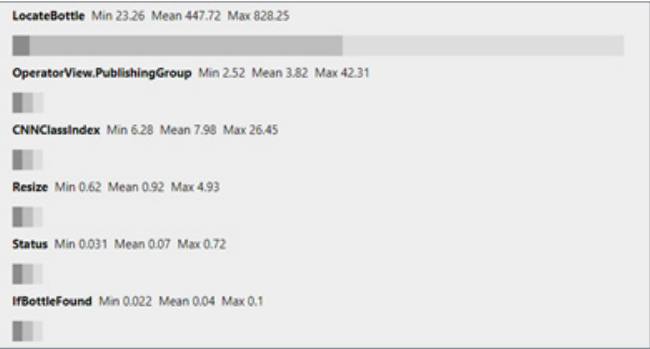 LocateBottle Min 23.26 Mean 447.72 Max 828.25
OperatorView.PublishingGroup Min 2.52 Mean 3.82 Max 42.31
CNNClassIndex Min 6.28 Mean 7.98 Max 26.45
Resize Min 0.62 Mean 0.92 Max 4.93
Status Min 0.031 Mean 0.07 Max 0.72
IfBottleFound Min 0.022 Mean 0.04 Max 0.1